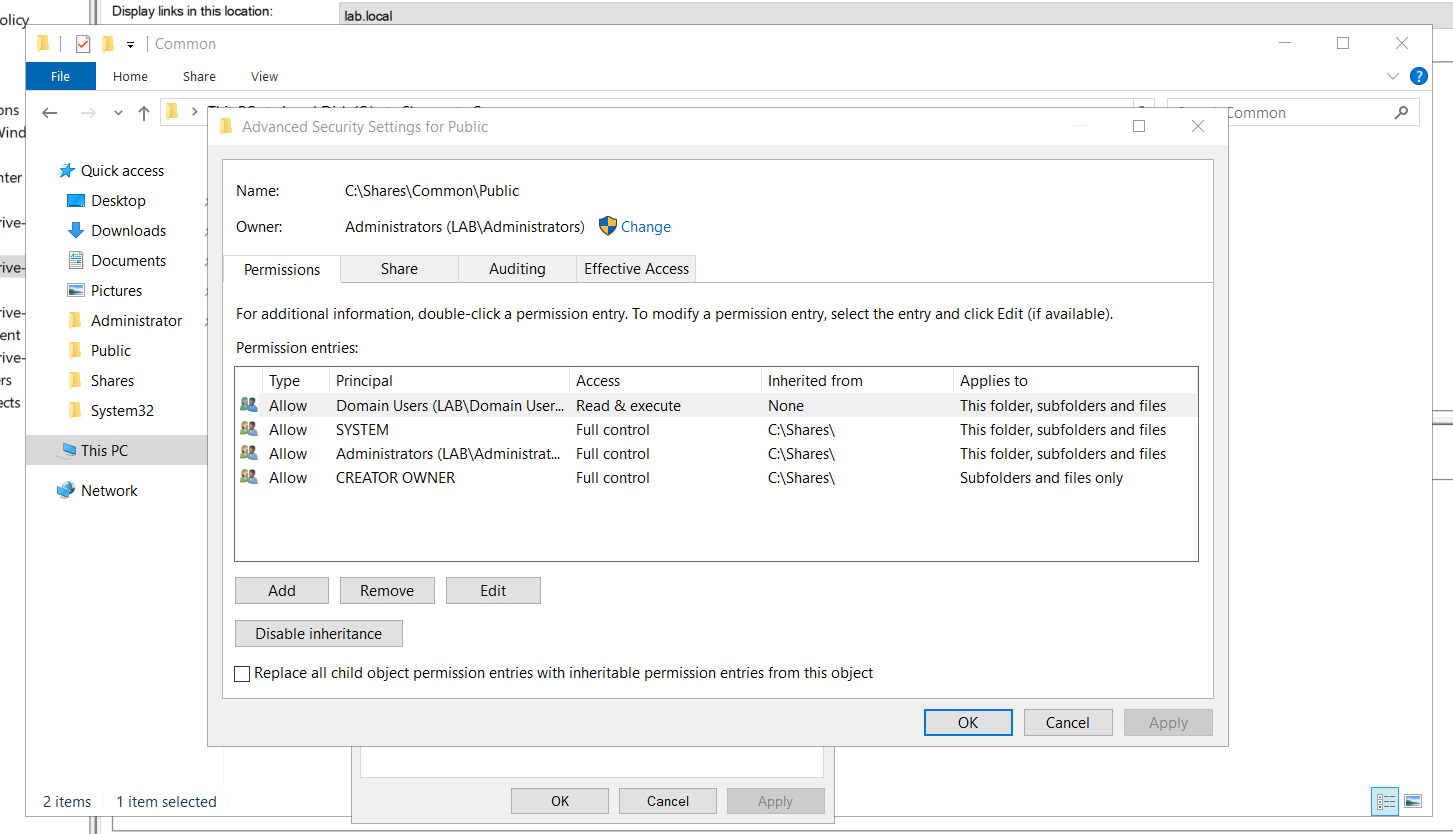 olicy
Display links in this location:
lab.local
Common
File
Home
Share
View
ons
Wind
Common
Advanced Security Settings for Public
nter
rive-
rive-
rive-
ent
rive-
rs
ects
Quick access
Desktop
Downloads
Documents
Pictures
Administrator
Public
Shares
System32
This PC
Network
Name: C:\Shares\Common\Public
Owner: Administrators (LAB\Administrators) Change
Permissions Share Auditing Effective Access
For additional information, double-click a permission entry. To modify a permission entry, select the entry and click Edit (if available).
Permission entries:
Type Principal Access Inherited from Applies to
Allow Domain Users (LAB\Domain User... Read & execute None This folder, subfolders and files
Allow SYSTEM Full control C:\Shares\ This folder, subfolders and files
Allow Administrators (LAB\Administrat... Full control C:\Shares\ This folder, subfolders and files
Allow CREATOR OWNER Full control C:\Shares\ Subfolders and files only
Add Remove Edit
Disable inheritance
Replace all child object permission entries with inheritable permission entries from this object
OK Cancel Apply
2 items 1 item selected
OK Cancel Apply